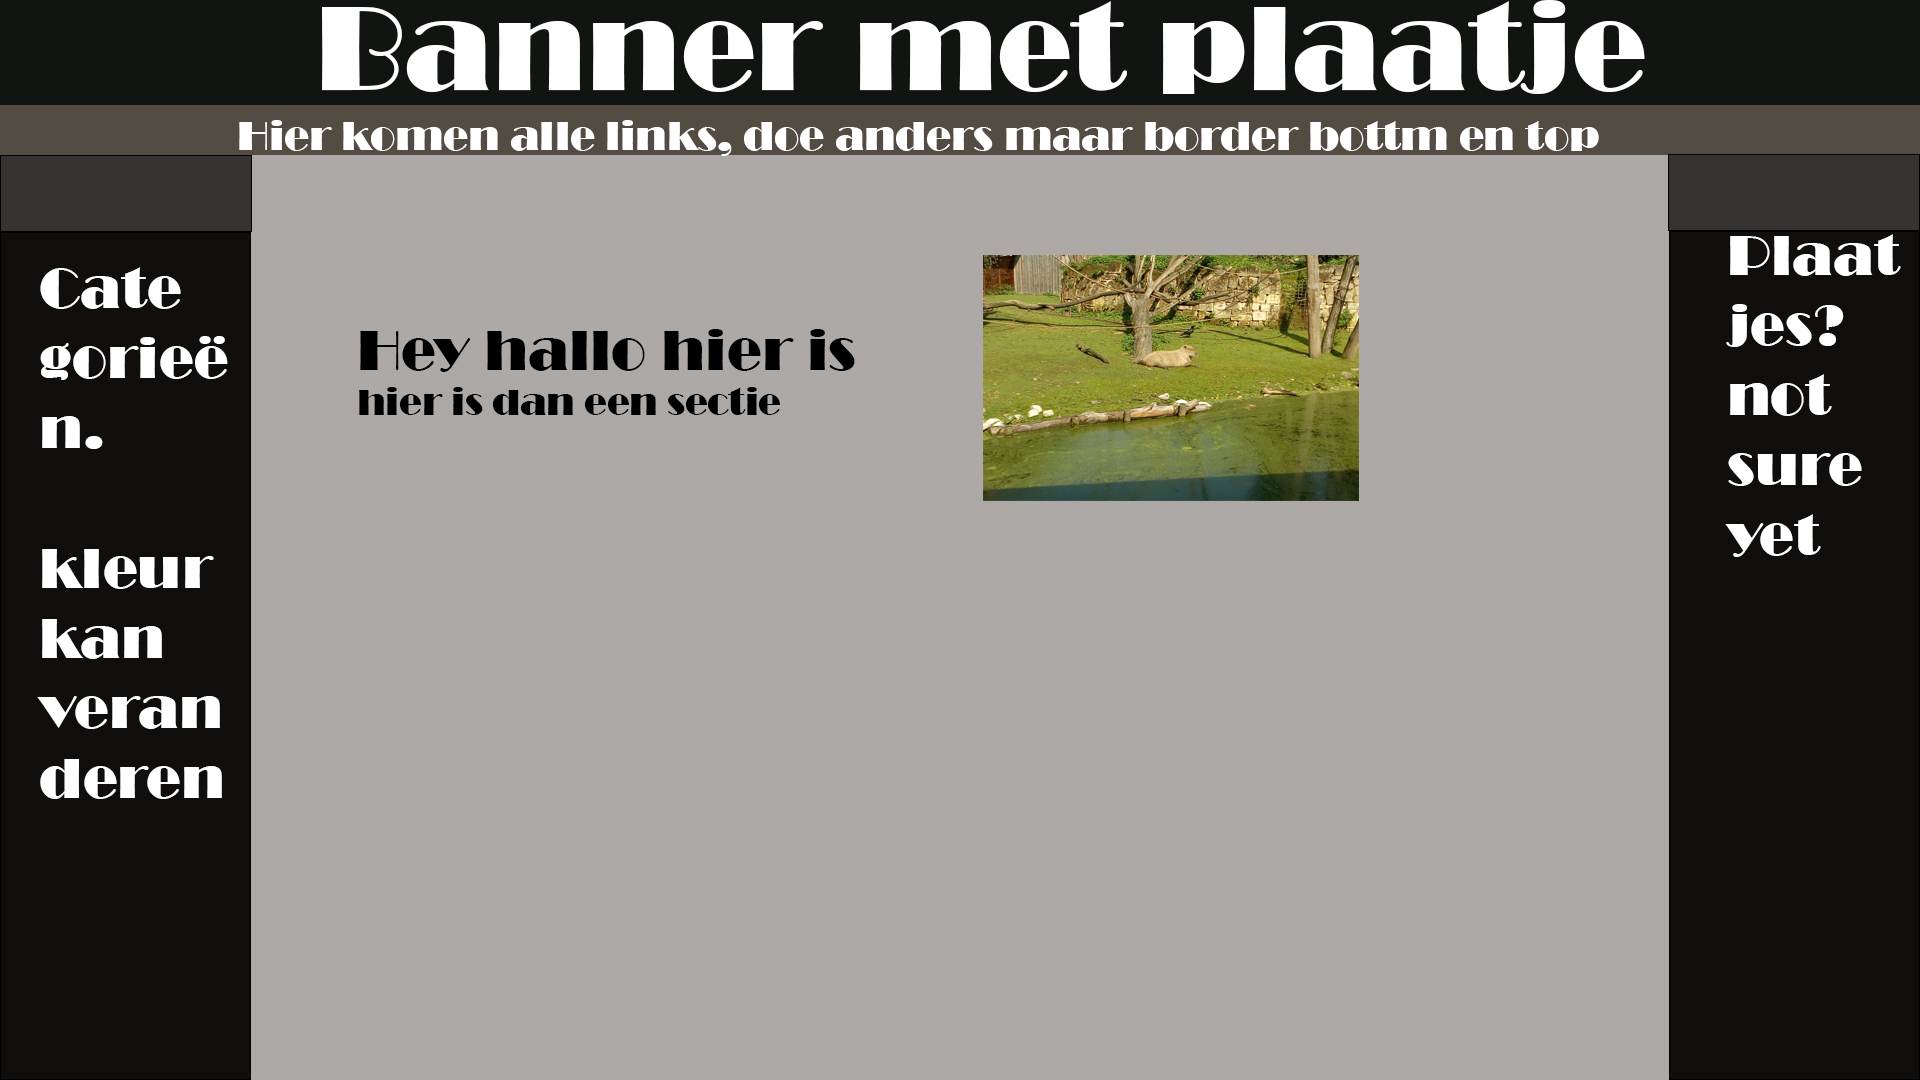 Banner met plaatje
Hier komen alle links, doe anders maar border bottm en top
Cate
gorieë
n.
kleur
kan
veran
deren
Hey hallo hier is
hier is dan een sectie
Plaat
jes?
not
sure
yet